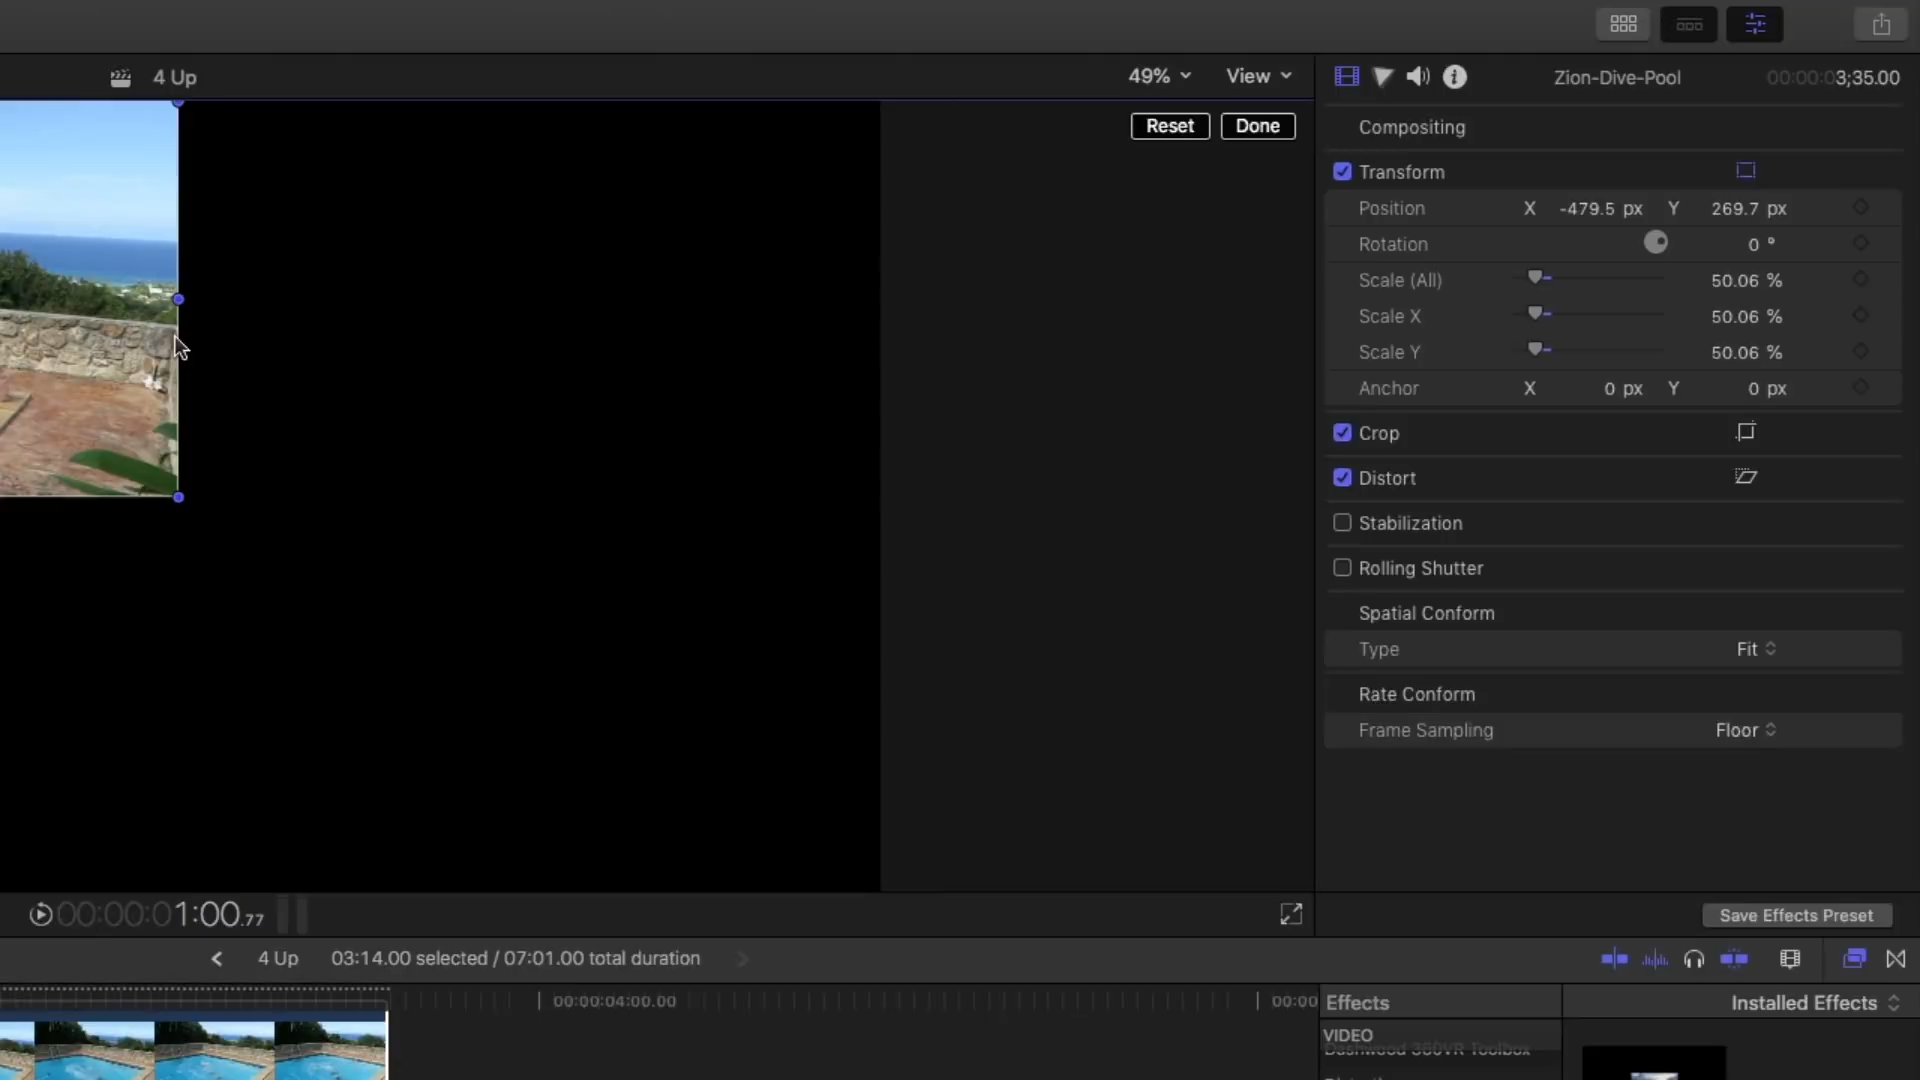 4 Up
49%
View
Zion-Dive-Pool
00:00:03;35.00
Reset
Done
Compositing
Transform
Position X -479.5 px Y 269.7 px
Rotation 0 °
Scale (All) 50.06 %
Scale X 50.06 %
Scale Y 50.06 %
Anchor X 0 px Y 0 px
Crop
Distort
Stabilization
Rolling Shutter
Spatial Conform
Type Fit
Rate Conform
Frame Sampling Floor
00:00:01:00.77
Save Effects Preset
4 Up
03:14.00 selected / 07:01.00 total duration
00:00:04:00.00
00:00
Effects
Installed Effects
VIDEO
Dashwood 360VR Toolbox